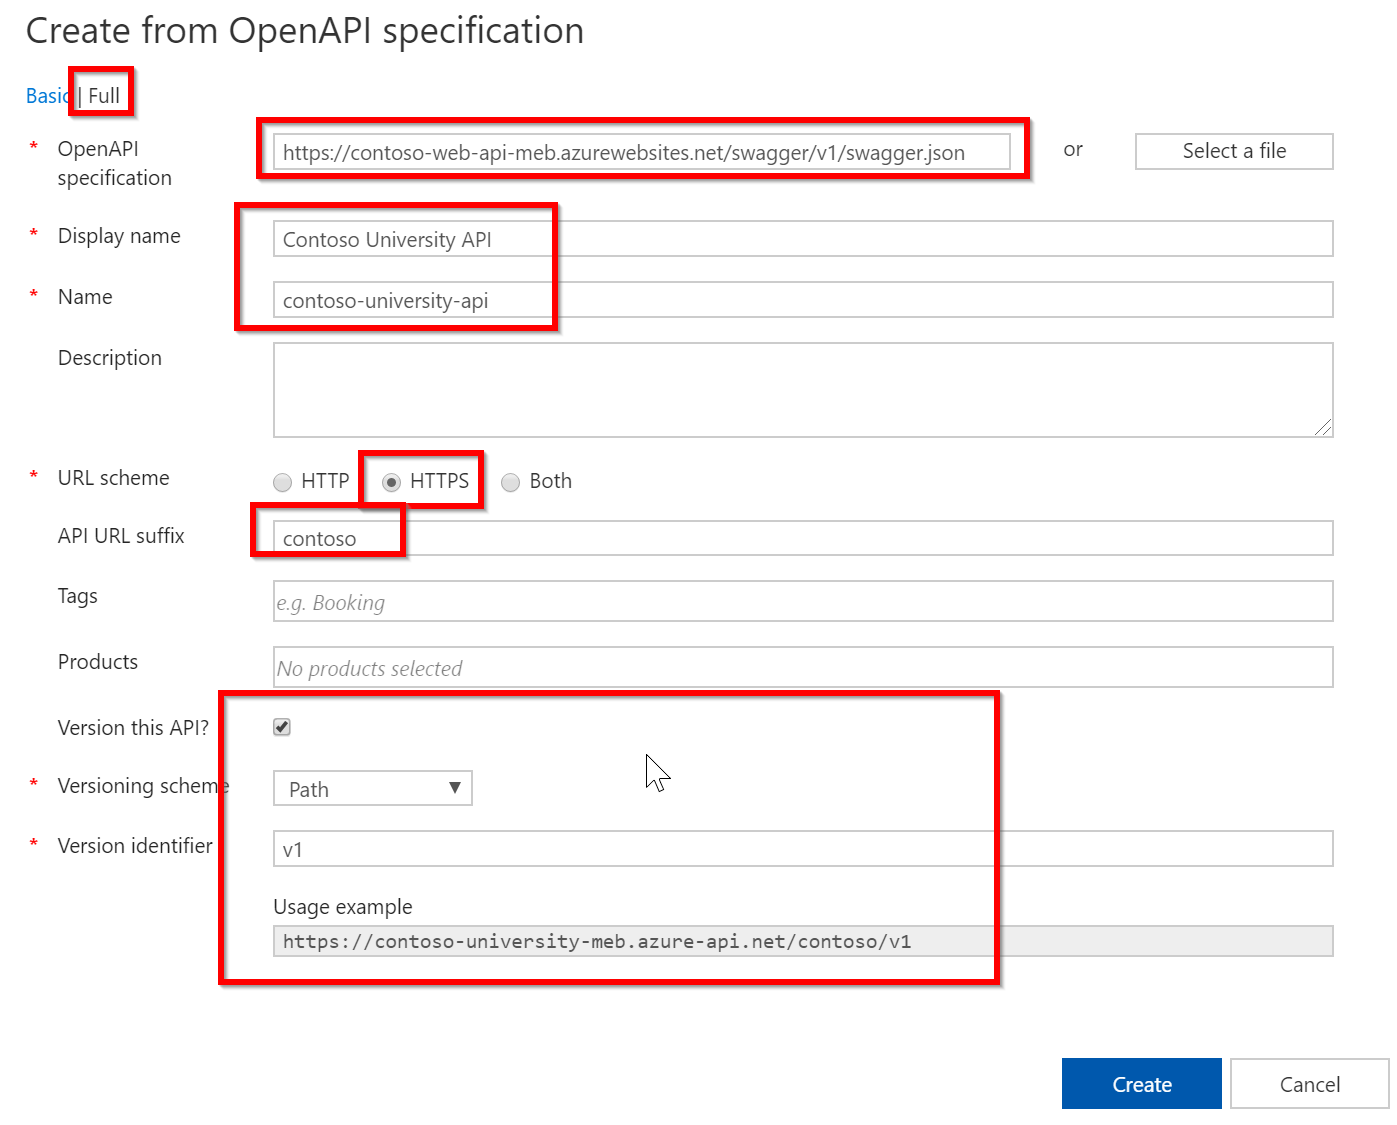 Create from OpenAPI specification
Basic | Full
* OpenAPI specification
https://contoso-web-api-meb.azurewebsites.net/swagger/v1/swagger.json or Select a file
* Display name Contoso University API
* Name contoso-university-api
Description
* URL scheme HTTP HTTPS Both
API URL suffix contoso
Tags e.g. Booking
Products No products selected
Version this API?
* Versioning scheme Path
* Version identifier v1
Usage example
https://contoso-university-meb.azure-api.net/contoso/v1
Create Cancel